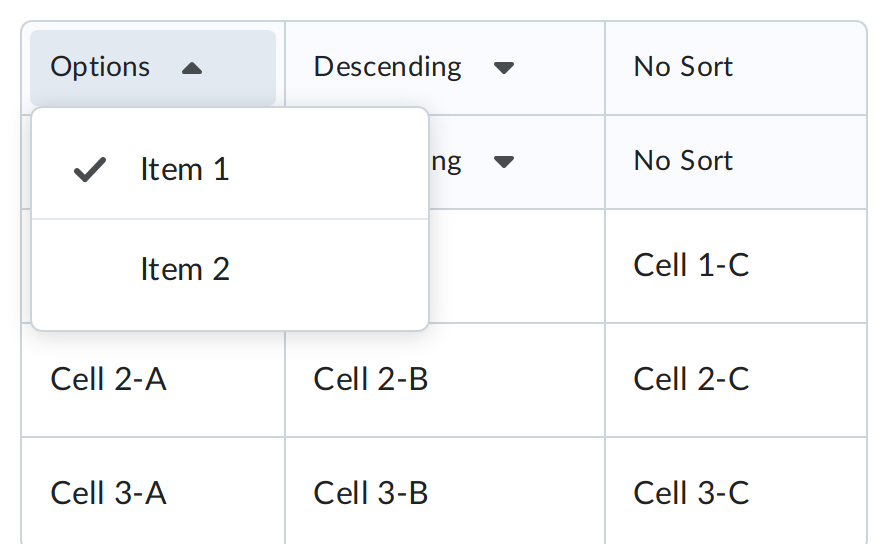 Options Descending No Sort
Item 1 ng No Sort
Item 2 Cell 1-C
Cell 2-A Cell 2-B Cell 2-C
Cell 3-A Cell 3-B Cell 3-C